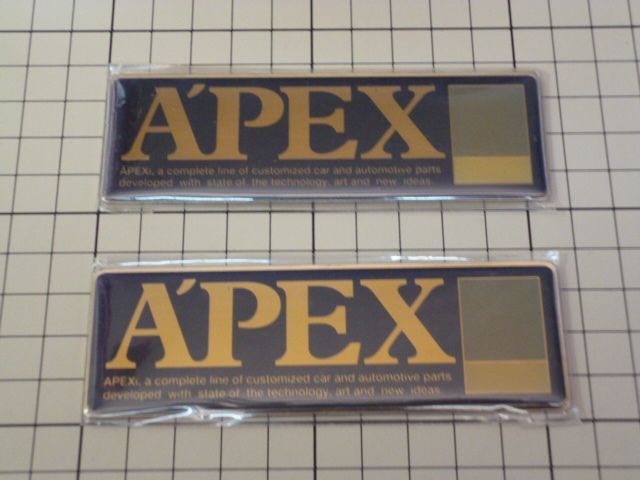 A'PEX
APEXi, a complete line of customized car and automotive parts
developed with state of the technology, art and new ideas.
A'PEX
APEXi, a complete line of customized car and automotive parts
developed with state of the technology, art and new ideas.